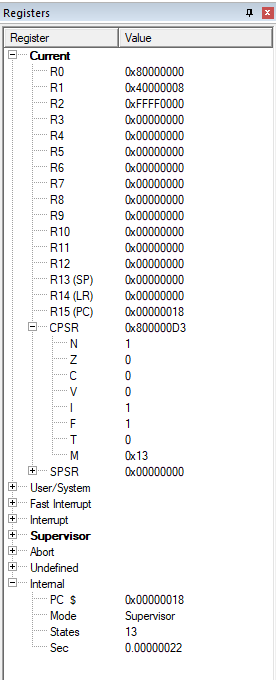 Registers
Register Value
Current
R0 0x80000000
R1 0x40000008
R2 0xFFFF0000
R3 0x00000000
R4 0x00000000
R5 0x00000000
R6 0x00000000
R7 0x00000000
R8 0x00000000
R9 0x00000000
R10 0x00000000
R11 0x00000000
R12 0x00000000
R13 (SP) 0x00000000
R14 (LR) 0x00000000
R15 (PC) 0x00000018
CPSR 0x800000D3
N 1
Z 0
C 0
V 0
I 1
F 1
T 0
M 0x13
SPSR 0x00000000
User/System
Fast Interrupt
Interrupt
Supervisor
Abort
Undefined
Internal
PC $ 0x00000018
Mode Supervisor
States 13
Sec 0.00000022